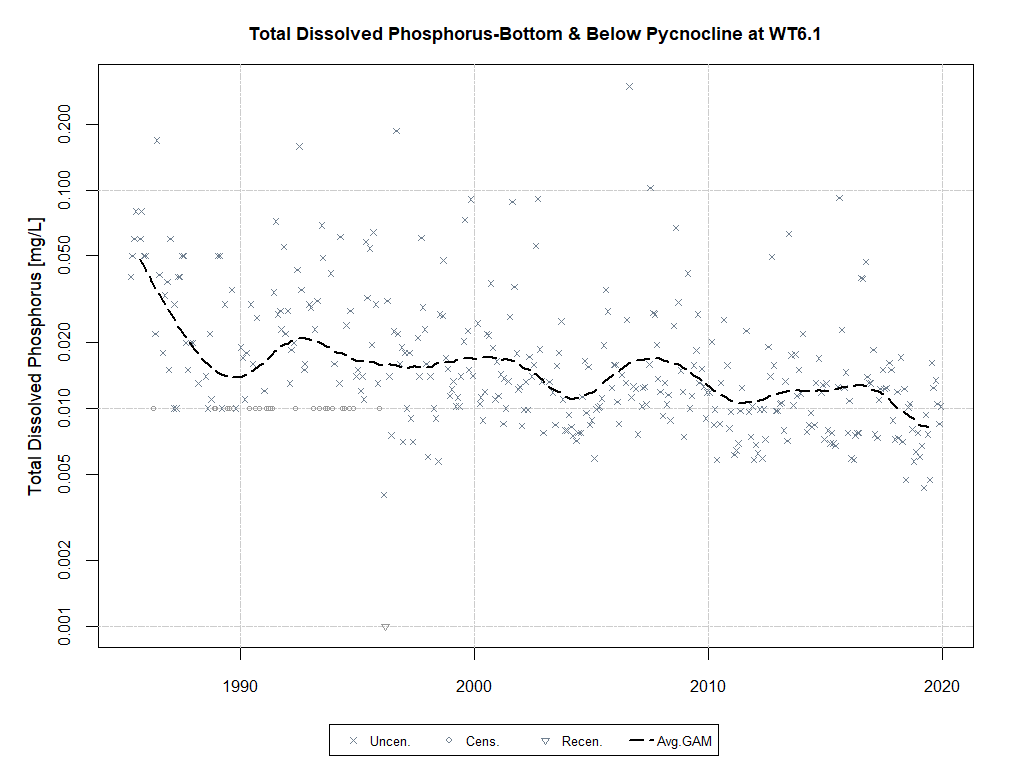 Total Dissolved Phosphorus-Bottom & Below Pycnocline at WT6.1
Total Dissolved Phosphorus [mg/L]
0.200
0.100
0.050
0.020
0.010
0.005
0.002
0.001
1990 2000 2010 2020
Uncen. Cens. Recen. Avg.GAM